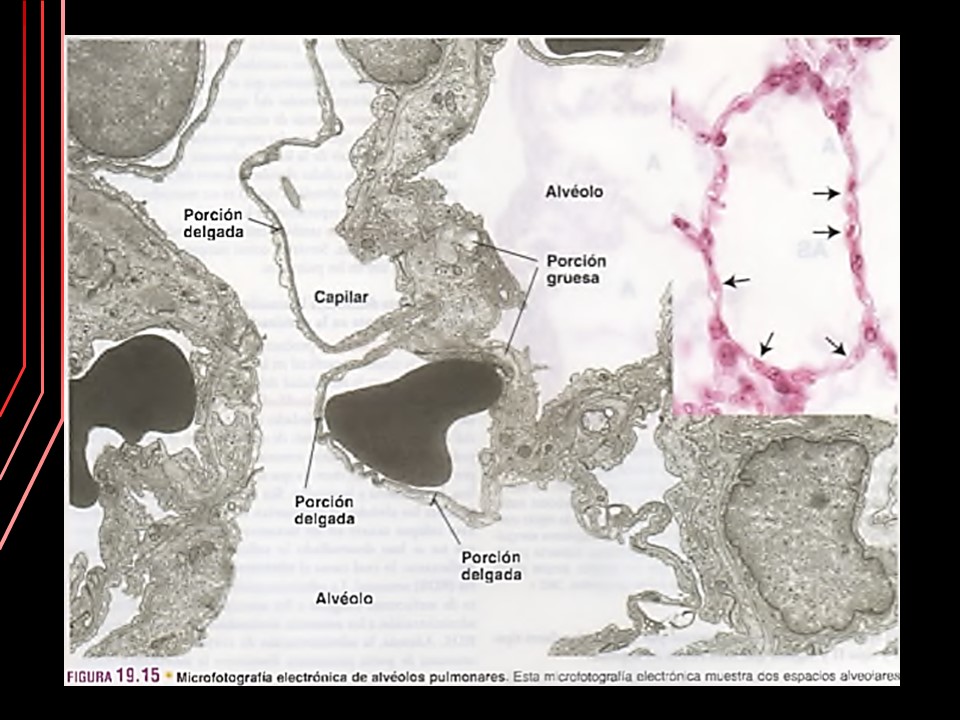 Alvéolo
Porción
delgada
Porción
gruesa
Capilar
Porción
delgada
Porción
delgada
Alvéolo
FIGURA 19.15 • Microfotografía electrónica de alvéolos pulmonares. Esta microfotografía electrónica muestra dos espacios alveolares